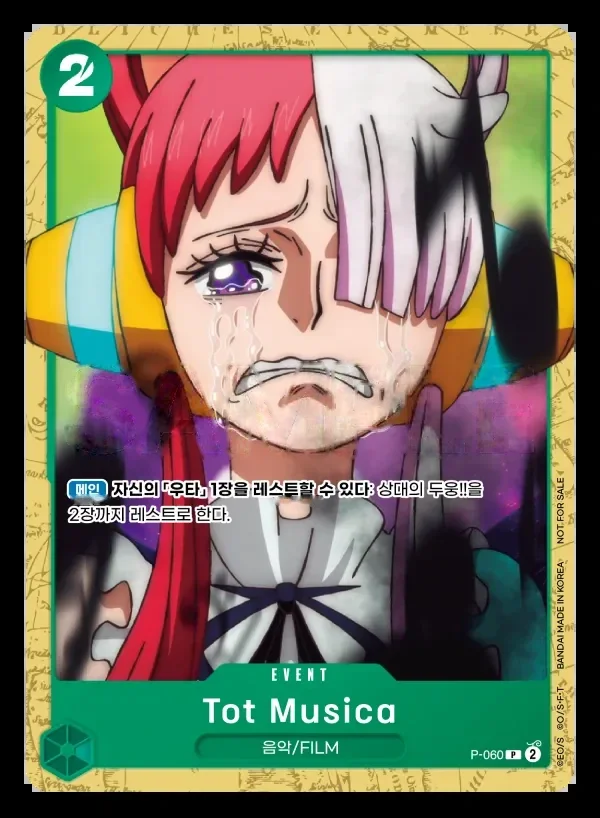 2
메인 자신의 「우타」 1장을 레스트할 수 있다: 상대의 두웅!!을
2장까지 레스트로 한다.
EVENT
Tot Musica
음악/FILM
P-060 P 2
©EO/S ©O/S·F·T· BANDAI MADE IN KOREA NOT FOR SALE